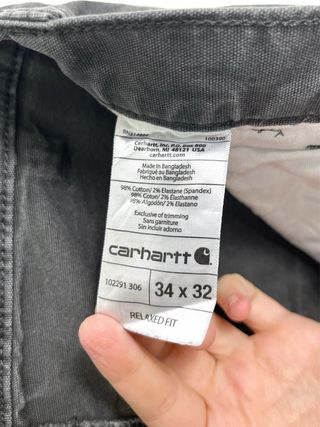 100390
Carhartt, Inc. P.O. Box 600
Dearborn, MI 48121 USA
carhartt.com
Made in Bangladesh
Fabriqué au Bangladesh
Hecho en Bangladesh
98% Cotton/ 2% Elastane (Spandex)
98% Coton/ 2% Élasthanne
98% Algodón/ 2% Elastano
Exclusive of trimming
Sans garniture
Sin incluir adorno
carhartt
102291 306
34 x 32
RELAXED FIT